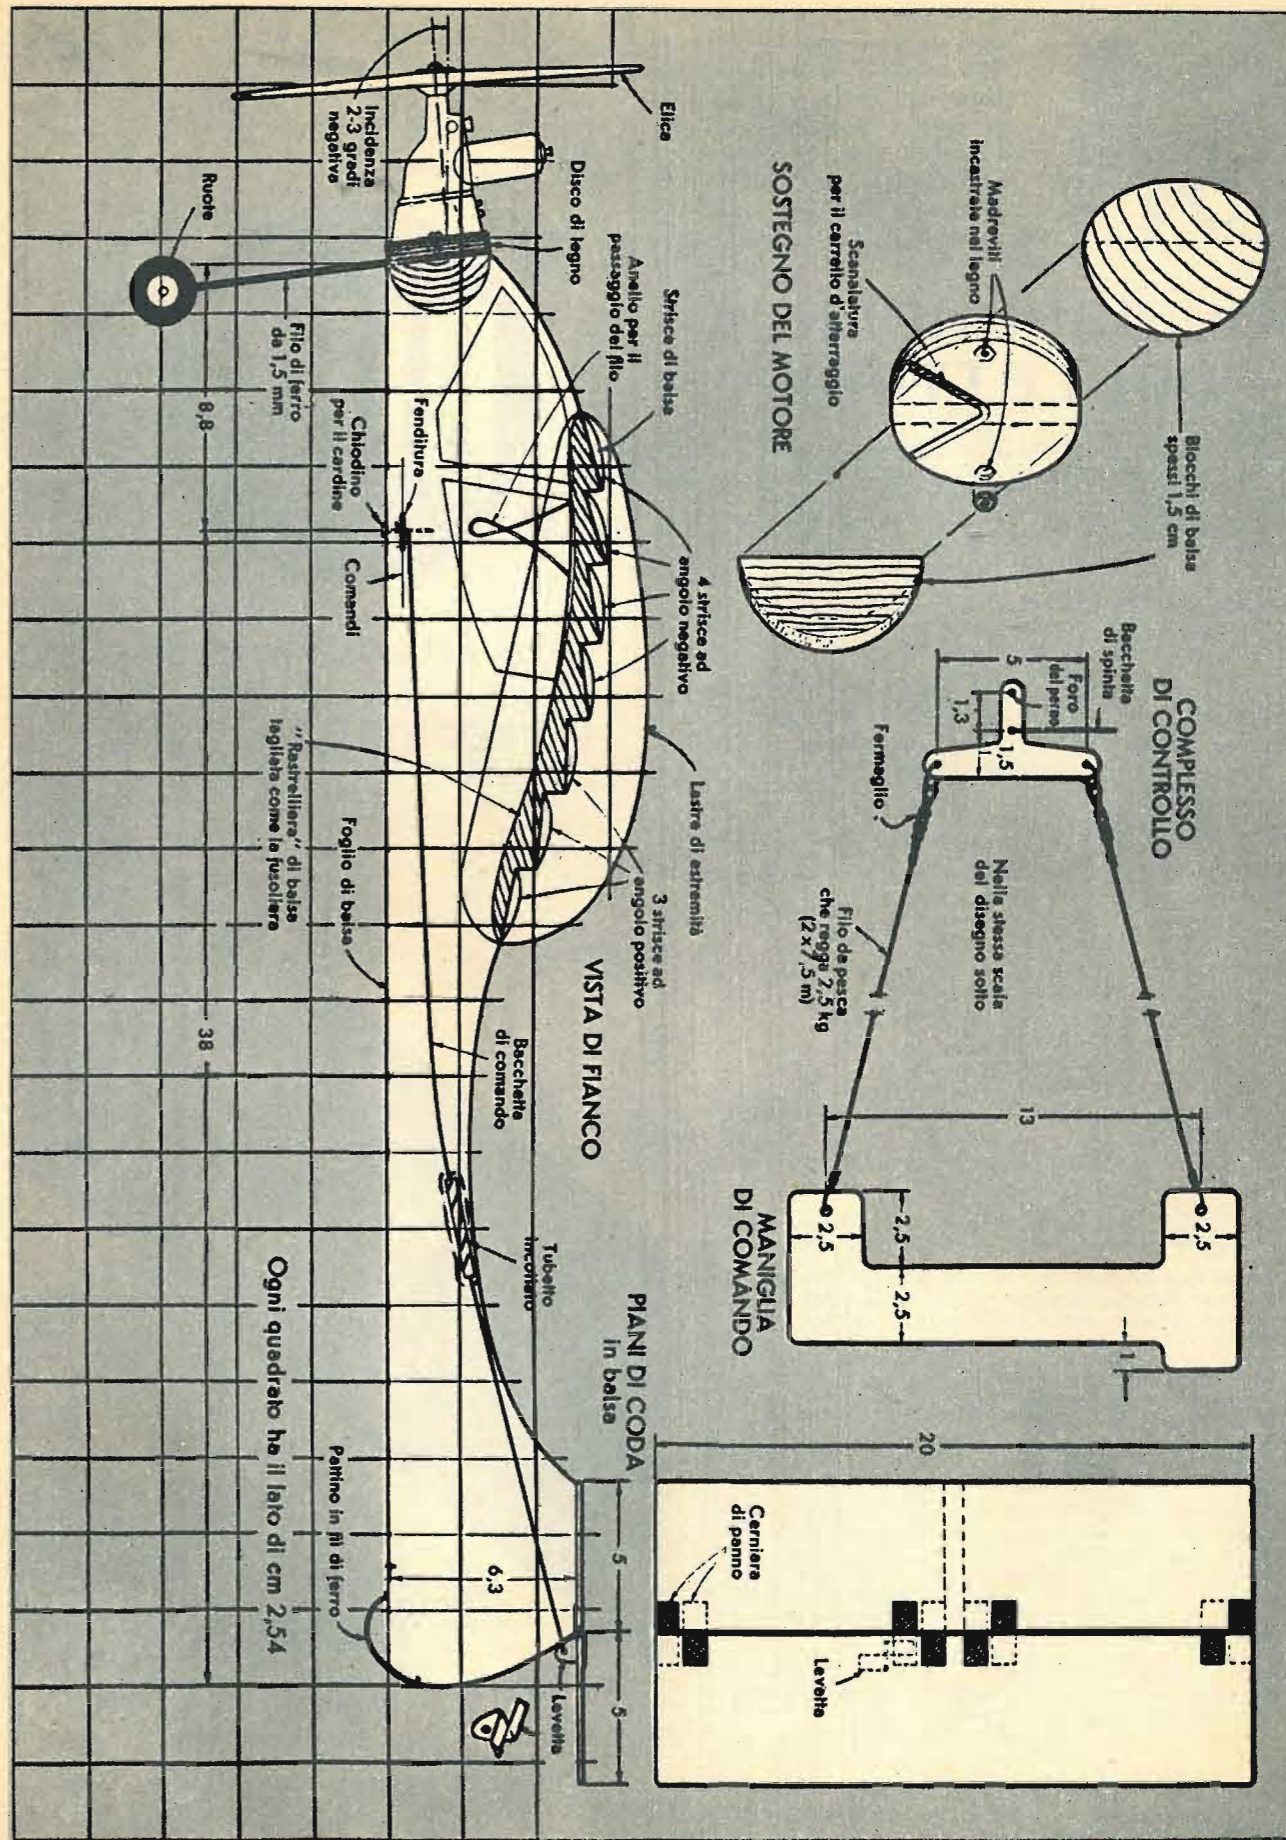 SOSTEGNO DEL MOTORE
Madreviti
incastrate nel legno
Scanalatura
per il carrello d'atterraggio
Blocchi di balsa
spessi 1,5 cm
COMPLESSO
DI CONTROLLO
Bacchetta
di spinta
5
Foro
del perno
1,3
1,5
Fermaglio
Nella stessa scala
del disegno sotto
Filo da pesca
che regga 2,5 kg
(2 x 7,5 m)
13
MANIGLIA
DI COMANDO
2,5
2,5
2,5
2,5
1
PIANI DI CODA
in balsa
20
Cerniera
di panno
Levetta
5
5
VISTA DI FIANCO
Elica
Incidenza
2-3 gradi
negativa
Disco di legno
Ruote
Anello per il
passaggio del filo
Strisce di balsa
Filo di ferro
da 1,5 mm
8,8
Fenditura
Chiodino
per il cardine
Comandi
4 strisce ad
angolo negativo
Lastre di estremità
"Rastrelliera" di balsa
tagliata come la fusoliera
3 strisce ad
angolo positivo
Foglio di balsa
38
Bacchetta
di comando
Tubetto
incollato
6,3
Levetta
Pattino in fil di ferro
Ogni quadrato ha il lato di cm 2,54